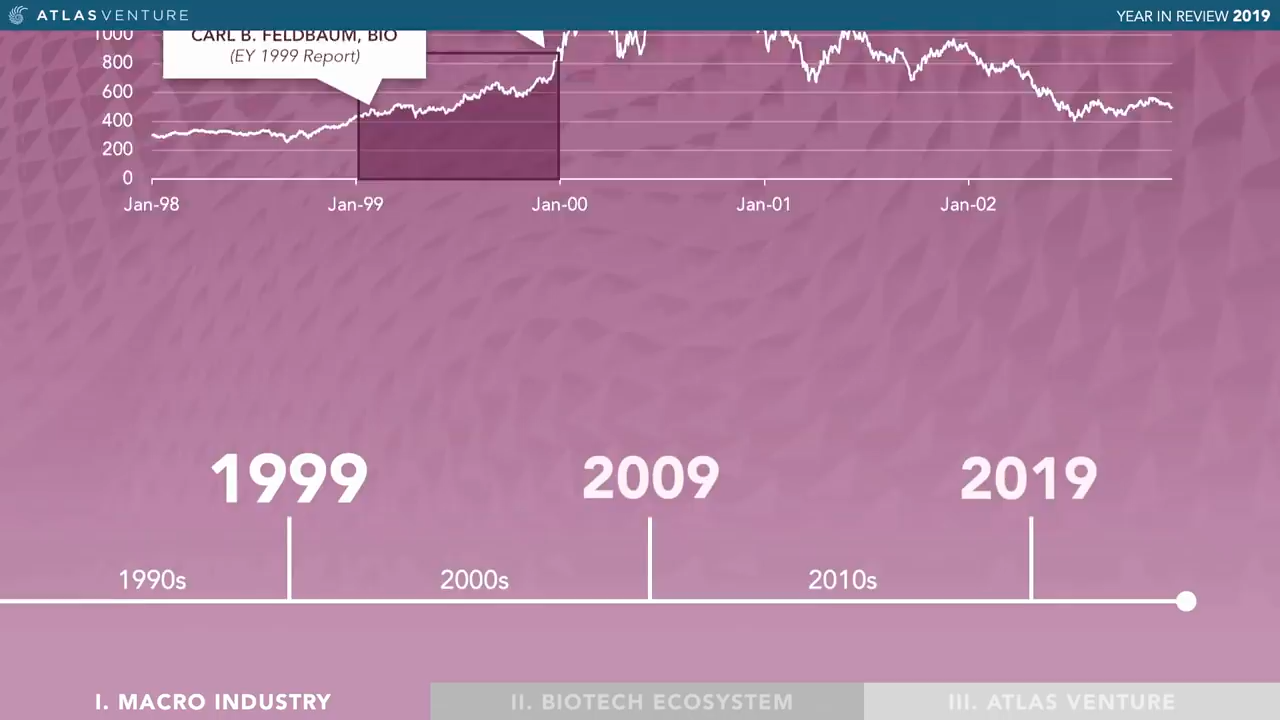 ATLASVENTURE
YEAR IN REVIEW 2019
1000
CARL B. FELDBAUM, BIO
(EY 1999 Report)
800
600
400
200
0
Jan-98 Jan-99 Jan-00 Jan-01 Jan-02
1999 2009 2019
1990s 2000s 2010s
I. MACRO INDUSTRY II. BIOTECH ECOSYSTEM III. ATLAS VENTURE